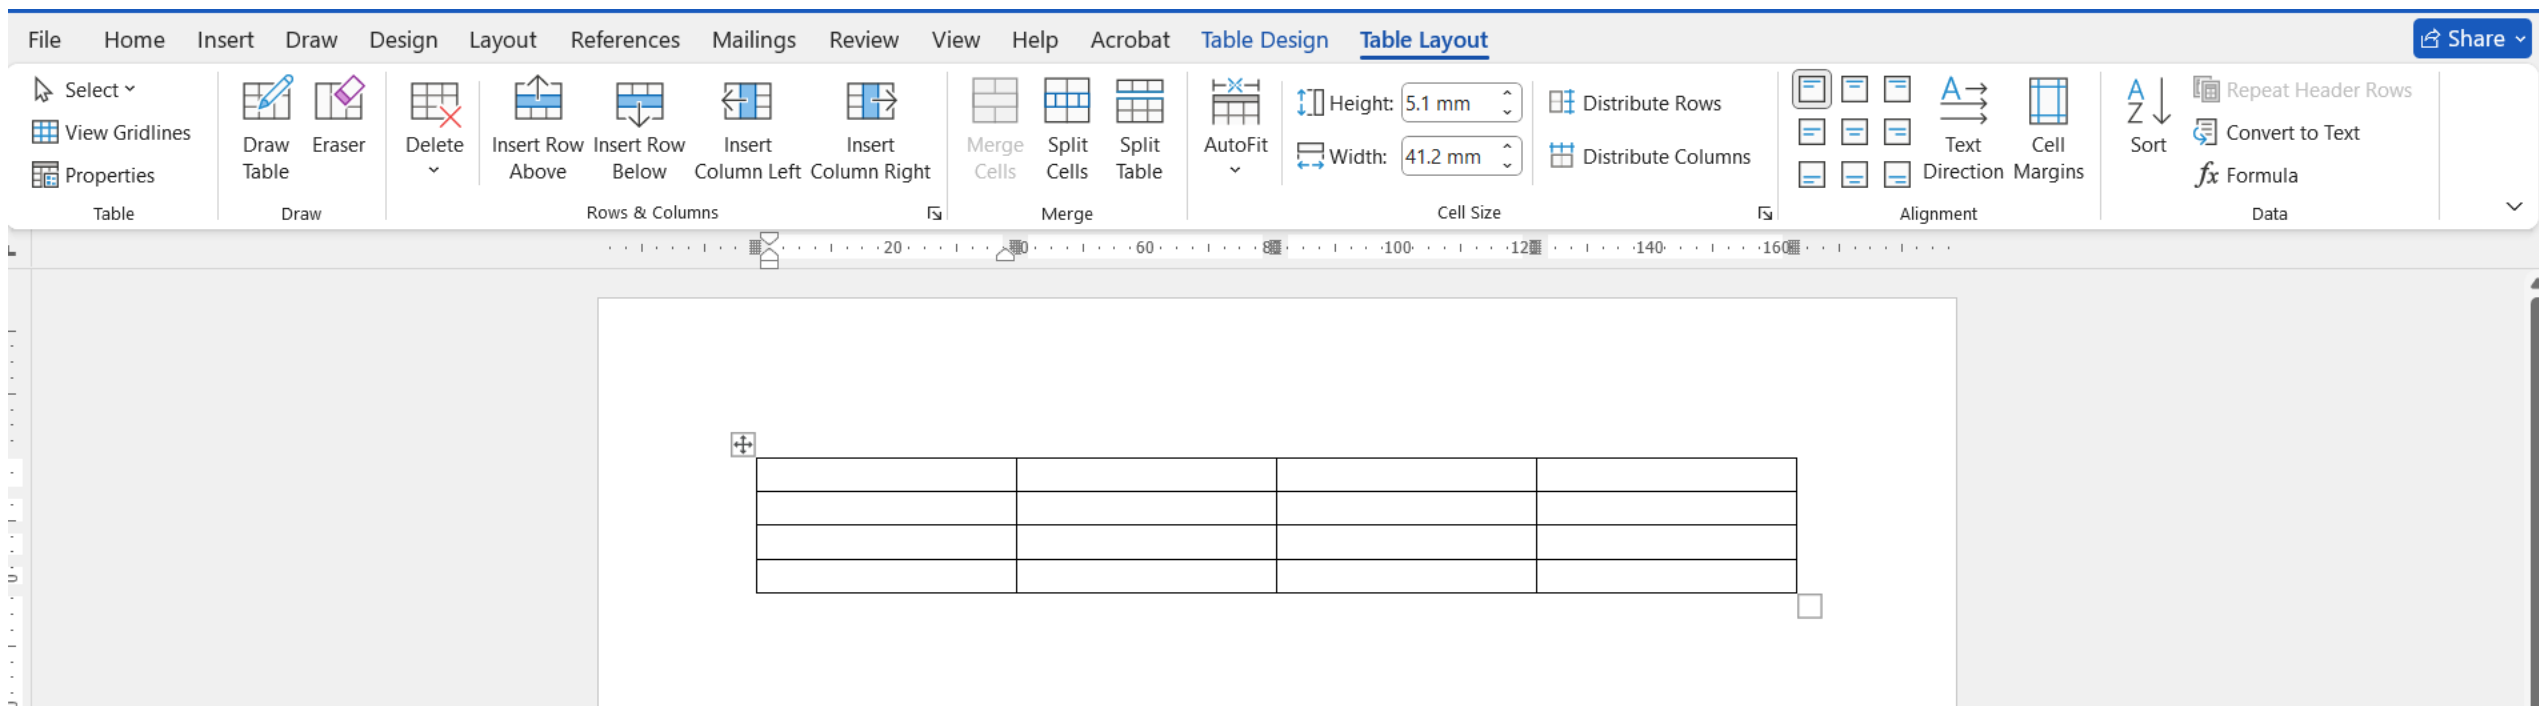 File Home Insert Draw Design Layout References Mailings Review View Help Acrobat Table Design Table Layout Share
Select
View Gridlines
Properties
Table
Draw
Table
Eraser
Draw
Delete
Insert Row
Above
Insert Row
Below
Insert
Column Left
Insert
Column Right
Rows & Columns
Merge
Cells
Split
Cells
Split
Table
Merge
AutoFit
Height: 5.1 mm
Width: 41.2 mm
Distribute Rows
Distribute Columns
Cell Size
Text
Direction
Cell
Margins
Alignment
Sort
Repeat Header Rows
Convert to Text
Formula
Data
20 60 100 140